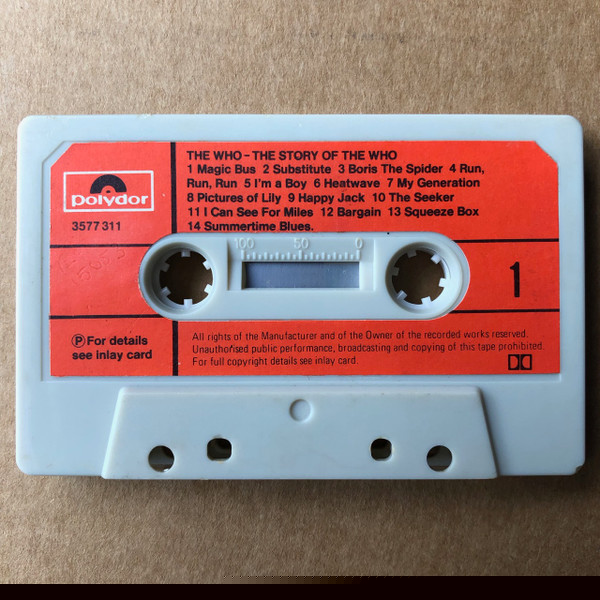 THE WHO – THE STORY OF THE WHO
1 Magic Bus 2 Substitute 3 Boris The Spider 4 Run,
Run, Run 5 I'm a Boy 6 Heatwave 7 My Generation
8 Pictures of Lily 9 Happy Jack 10 The Seeker
11 I Can See For Miles 12 Bargain 13 Squeeze Box
14 Summertime Blues.
polydor
3577 311
100 50 0
1
Ⓟ For details
see inlay card
All rights of the Manufacturer and of the Owner of the recorded works reserved.
Unauthorised public performance, broadcasting and copying of this tape prohibited.
For full copyright details see inlay card.